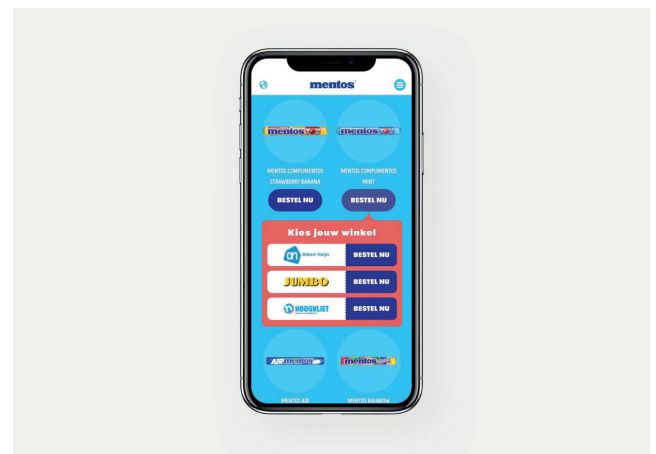 mentos
mentos
mentos
MENTOS COMPLIMENTOS
STRAWBERRY BANANA
MENTOS COMPLIMENTOS
MINT
BESTEL NU
BESTEL NU
Kies jouw winkel
Albert Heijn
BESTEL NU
JUMBO
BESTEL NU
HOOGVLIET
BESTEL NU
AIR mentos
mentos
MENTOS AIR
MENTOS RAINBOW